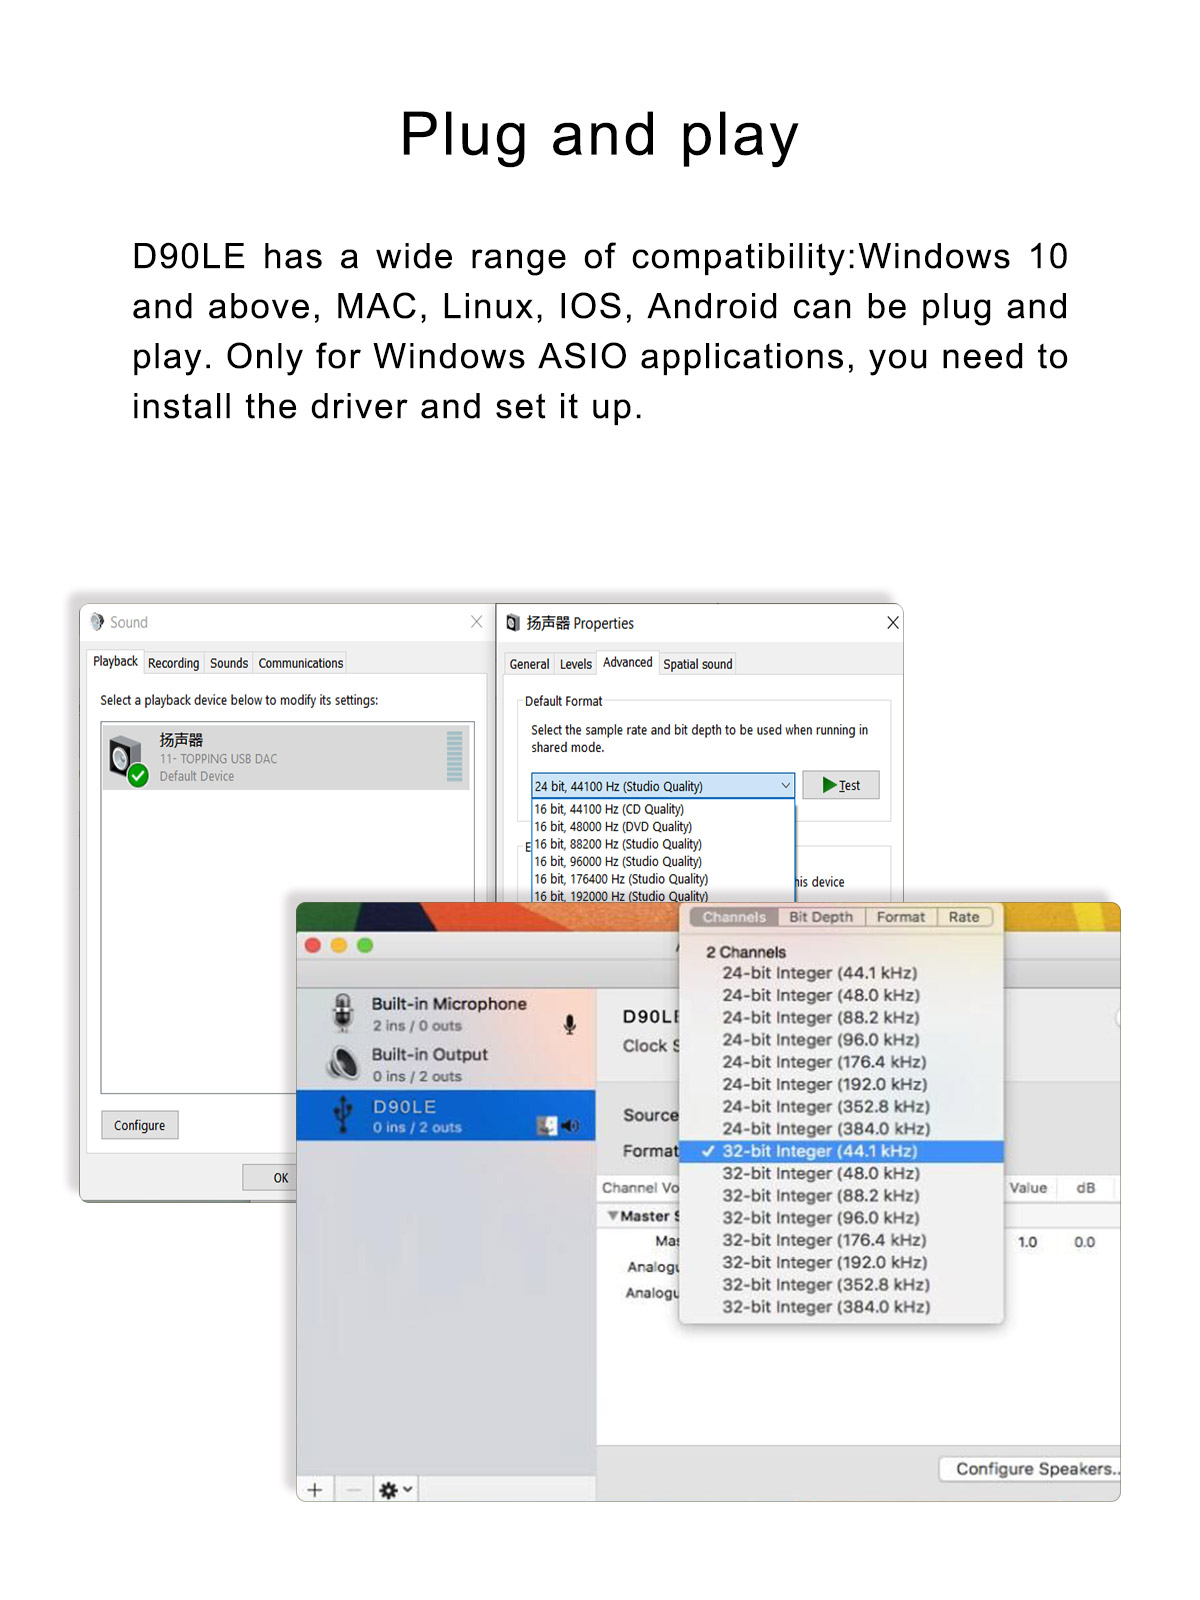 Plug and play
D90LE has a wide range of compatibility:Windows 10
and above, MAC, Linux, IOS, Android can be plug and
play. Only for Windows ASIO applications, you need to
install the driver and set it up.
Sound
Playback Recording Sounds Communications
Select a playback device below to modify its settings:
扬声器
11- TOPPING USB DAC
Default Device
Configure
OK
扬声器 Properties
General Levels Advanced Spatial sound
Default Format
Select the sample rate and bit depth to be used when running in
shared mode.
24 bit, 44100 Hz (Studio Quality)
Test
16 bit, 44100 Hz (CD Quality)
16 bit, 48000 Hz (DVD Quality)
16 bit, 88200 Hz (Studio Quality)
16 bit, 96000 Hz (Studio Quality)
16 bit, 176400 Hz (Studio Quality)
16 bit, 192000 Hz (Studio Quality)
device
Built-in Microphone
2 ins / 0 outs
Built-in Output
0 ins / 2 outs
D90LE
0 ins / 2 outs
D90LE
Clock
Source
Format
Channel
Master
Value dB
1.0 0.0
Channels Bit Depth Format Rate
2 Channels
24-bit Integer (44.1 kHz)
24-bit Integer (48.0 kHz)
24-bit Integer (88.2 kHz)
24-bit Integer (96.0 kHz)
24-bit Integer (176.4 kHz)
24-bit Integer (192.0 kHz)
24-bit Integer (352.8 kHz)
24-bit Integer (384.0 kHz)
✓ 32-bit Integer (44.1 kHz)
32-bit Integer (48.0 kHz)
32-bit Integer (88.2 kHz)
32-bit Integer (96.0 kHz)
32-bit Integer (176.4 kHz)
32-bit Integer (192.0 kHz)
32-bit Integer (352.8 kHz)
32-bit Integer (384.0 kHz)
Configure Speakers..